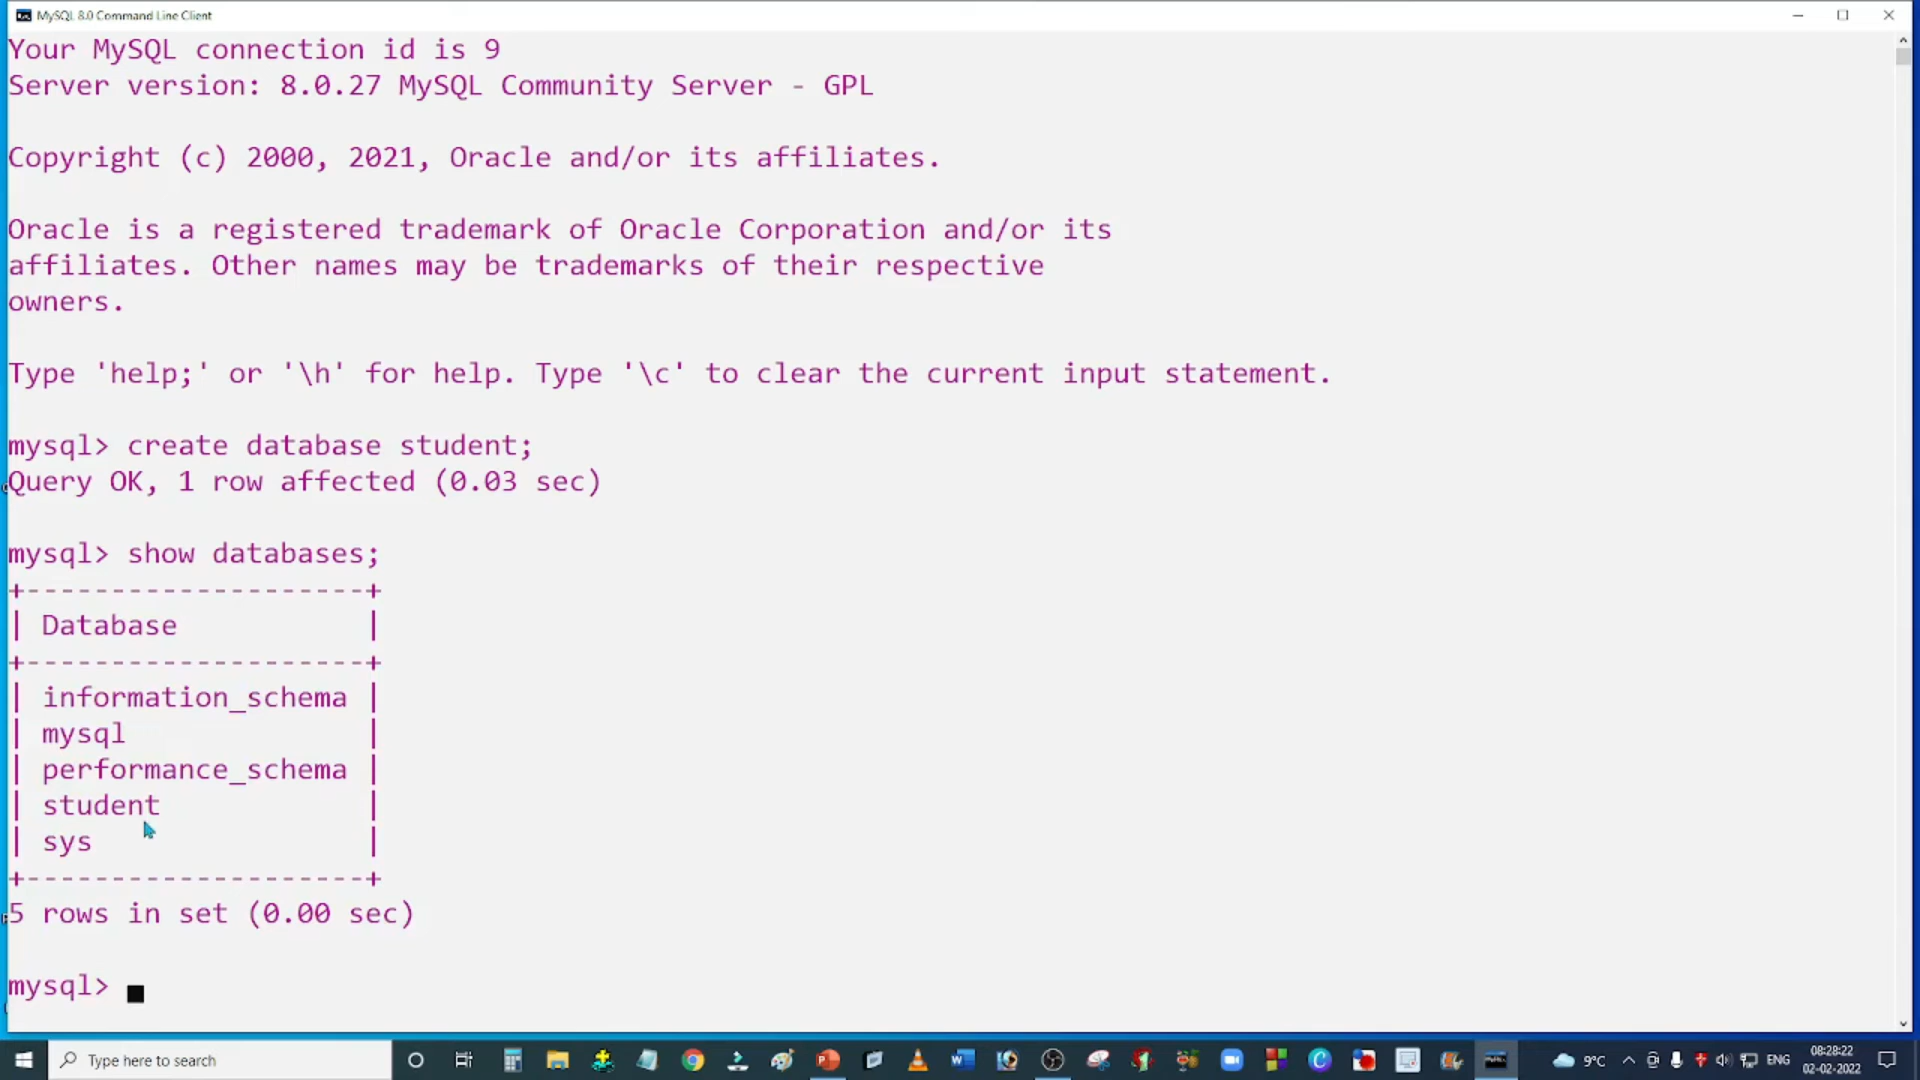 MySQL 8.0 Command Line Client
Your MySQL connection id is 9
Server version: 8.0.27 MySQL Community Server - GPL
Copyright (c) 2000, 2021, Oracle and/or its affiliates.
Oracle is a registered trademark of Oracle Corporation and/or its
affiliates. Other names may be trademarks of their respective
owners.
Type 'help;' or '\h' for help. Type '\c' to clear the current input statement.
mysql> create database student;
Query OK, 1 row affected (0.03 sec)
mysql> show databases;
+--------------------+
| Database           |
+--------------------+
| information_schema |
| mysql              |
| performance_schema |
| student            |
| sys                |
+--------------------+
5 rows in set (0.00 sec)
mysql>
Type here to search
9°C
ENG
08:28:22
02-02-2022